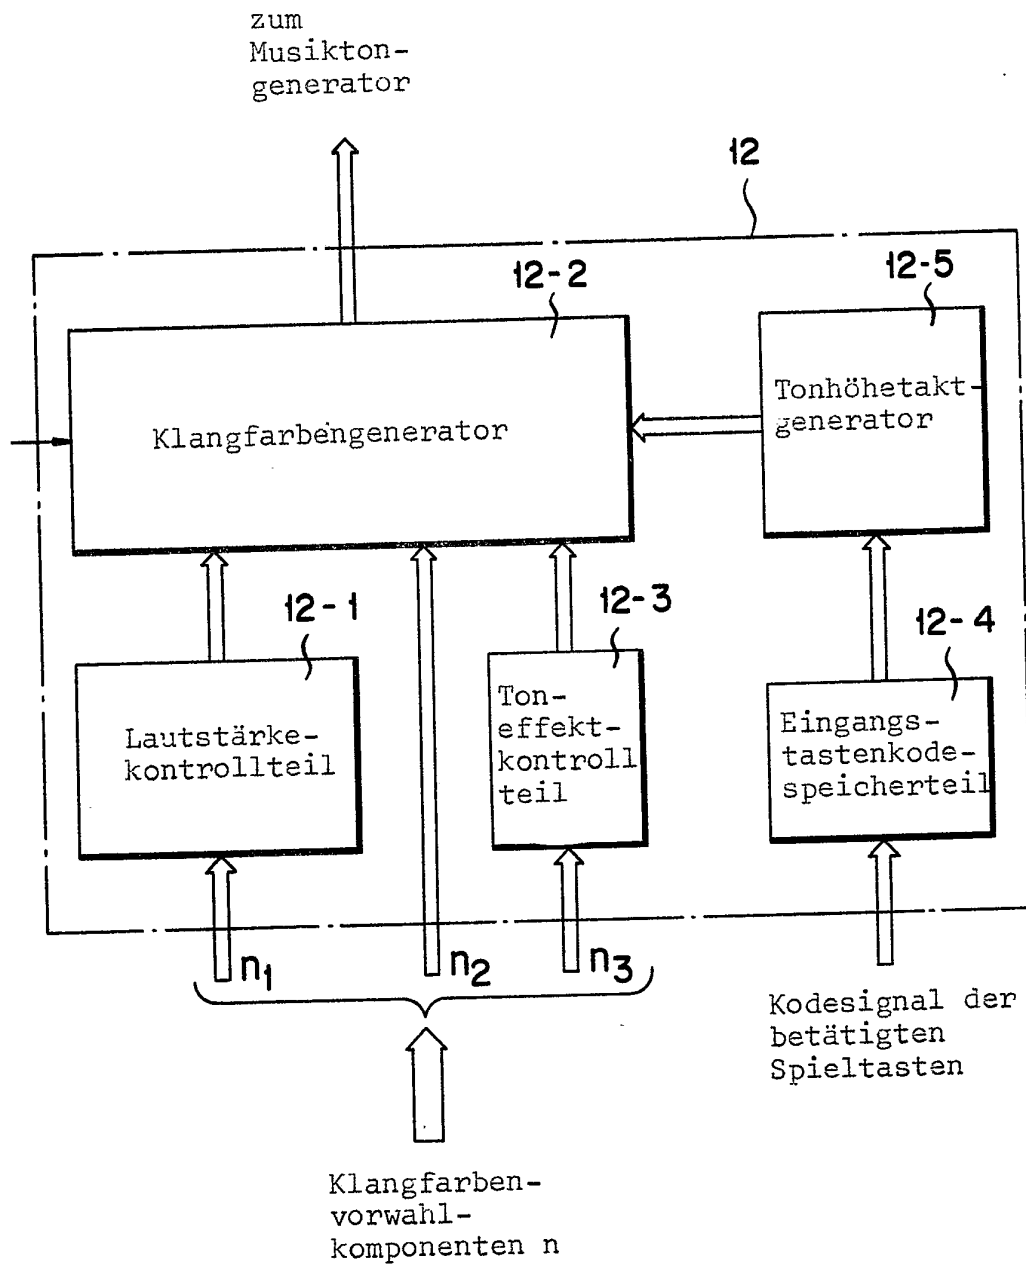 zum
Musikton-
generator
12
12-2
12-5
Klangfarbengenerator
Tonhöhetakt-
generator
12-1
12-3
12-4
Lautstärke-
kontrollteil
Ton-
effekt-
kontroll
teil
Eingangs-
tastenkode-
speicherteil
n1
n2
n3
Kodesignal der
betätigten
Spieltasten
Klangfarben-
vorwahl-
komponenten n